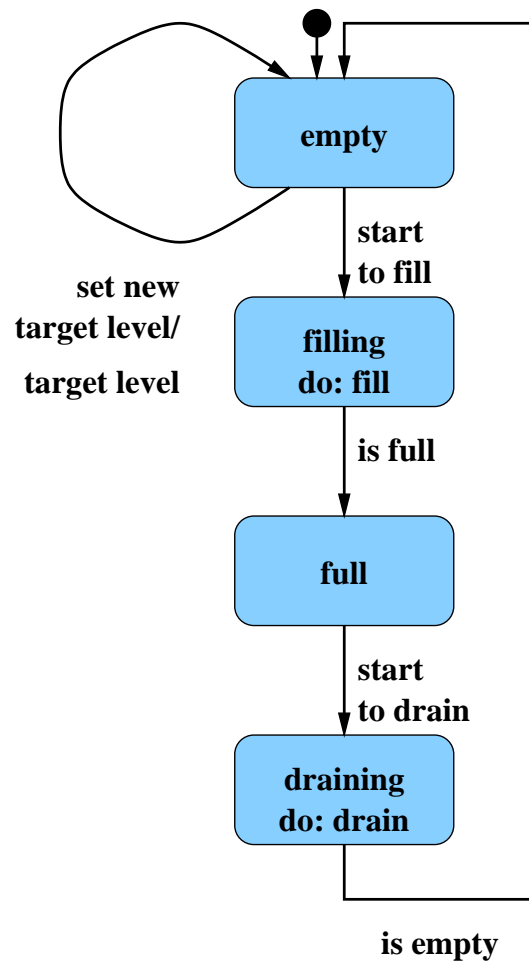 empty
start
to fill
set new
target level/
target level
filling
do: fill
is full
full
start
to drain
draining
do: drain
is empty